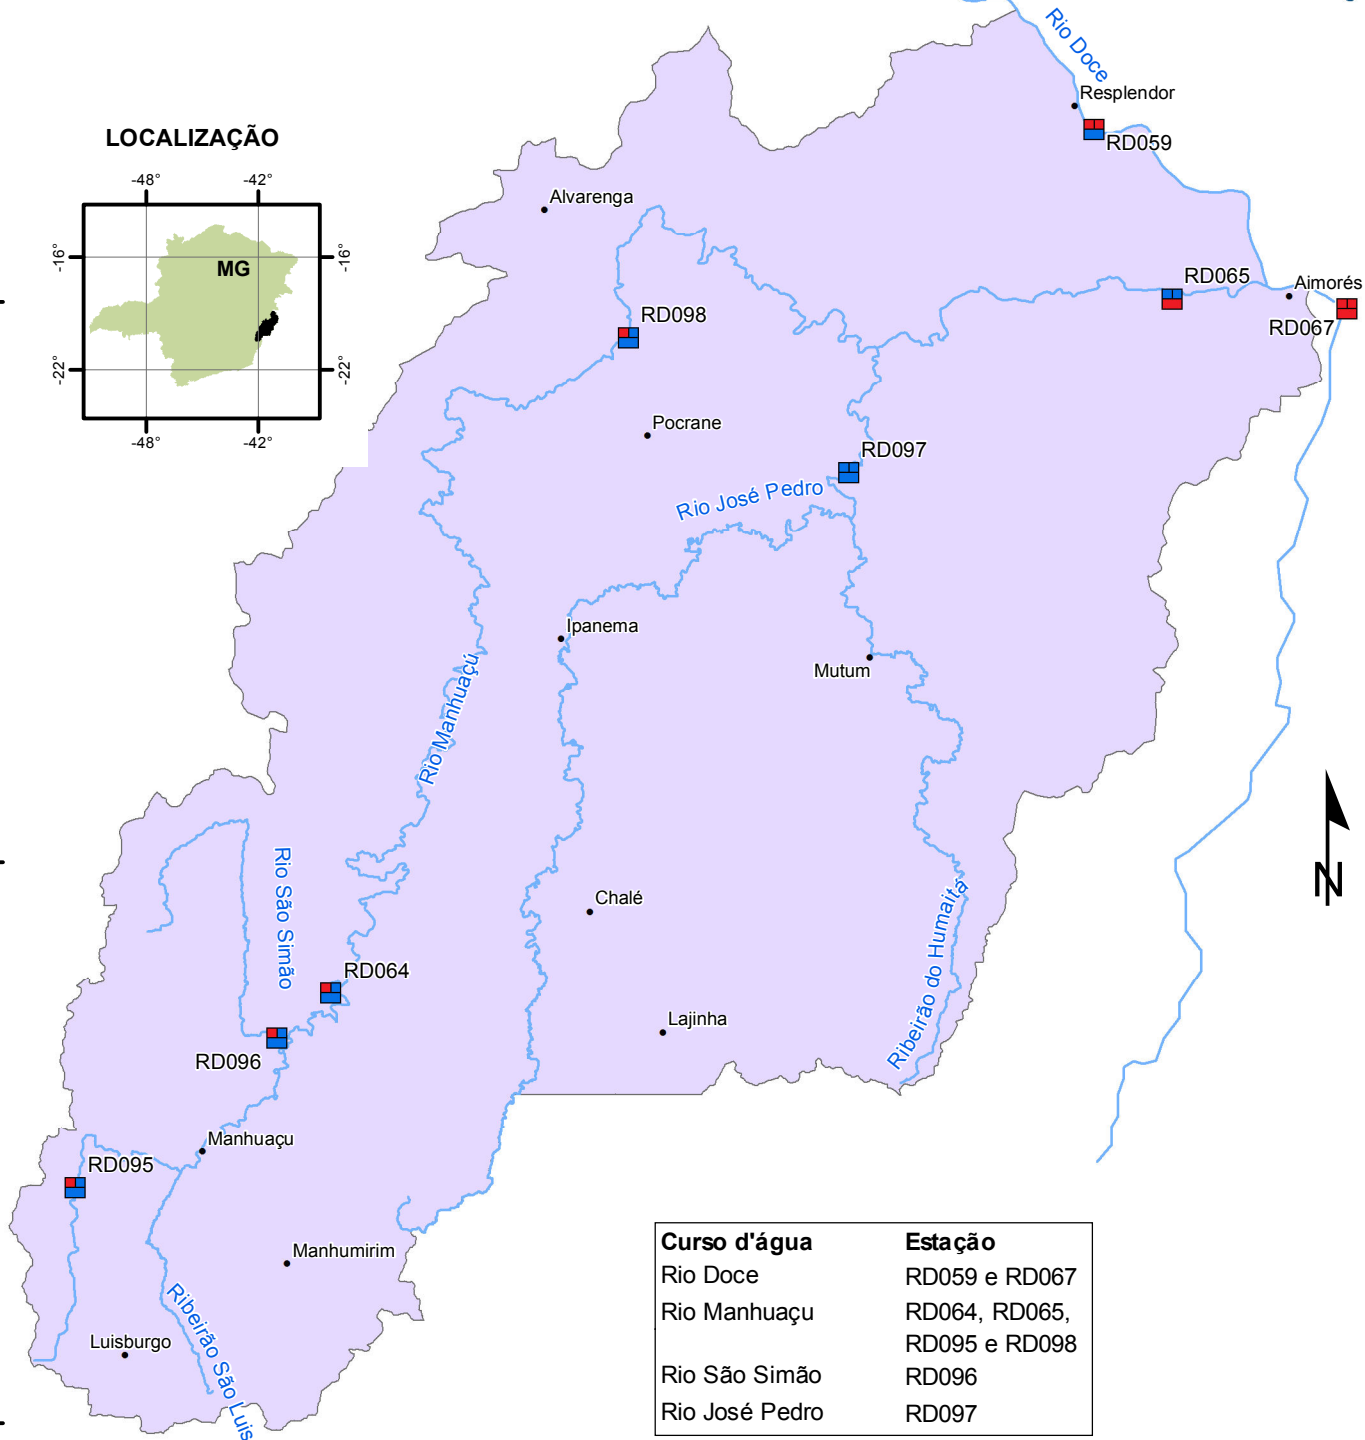 Rio Doce
Resplendor
RD059
LOCALIZAÇÃO
-48°
-42°
-16°
MG
-16°
-22°
-22°
-48°
-42°
Alvarenga
RD098
RD065
Aimorés
RD067
Pocrane
RD097
Rio José Pedro
Ipanema
Mutum
Rio Manhuaçú
Rio São Simão
Chalé
Ribeirão do Humaitá
N
RD064
Lajinha
RD096
Manhuaçu
RD095
Manhumirim
Ribeirão São Luis
Luisburgo
Curso d'água Estação
Rio Doce RD059 e RD067
Rio Manhuaçu RD064, RD065,
RD095 e RD098
Rio São Simão RD096
Rio José Pedro RD097